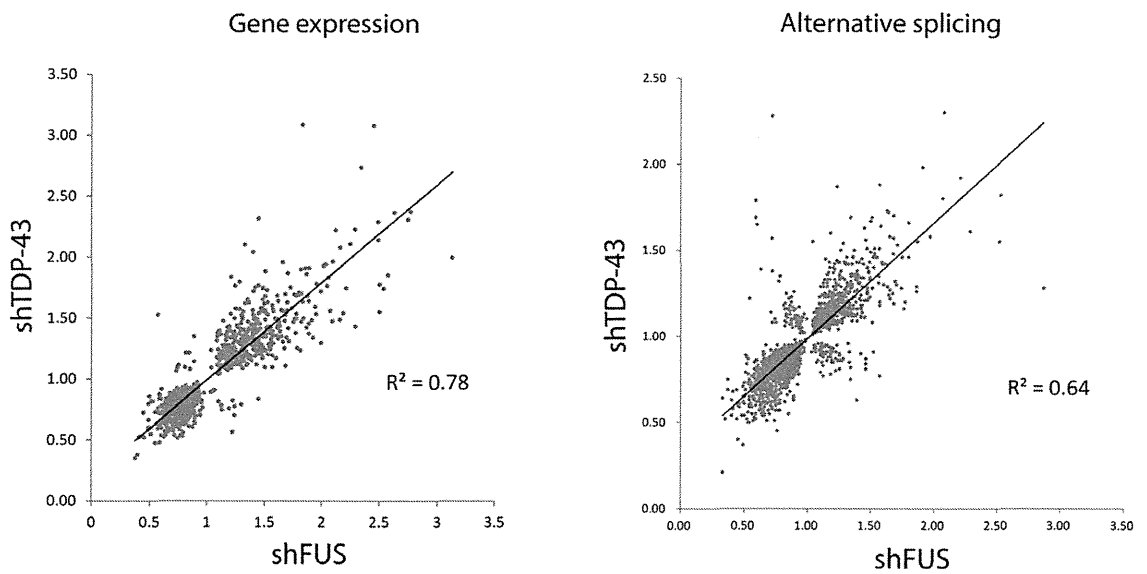 Gene expression
3.50
3.00
2.50
2.00
1.50
1.00
0.50
0.00
shTDP-43
R² = 0.78
0 0.5 1 1.5 2 2.5 3 3.5
shFUS
Alternative splicing
2.50
2.00
1.50
1.00
0.50
0.00
shTDP-43
R² = 0.64
0.00 0.50 1.00 1.50 2.00 2.50 3.00 3.50
shFUS